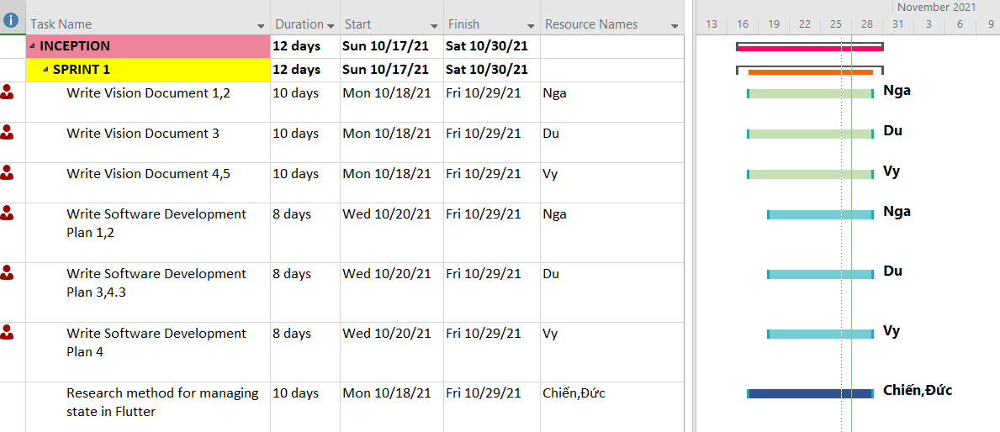 November 2021
Task Name Duration Start Finish Resource Names 13 16 19 22 25 28 31 3 6 9
INCEPTION 12 days Sun 10/17/21 Sat 10/30/21
SPRINT 1 12 days Sun 10/17/21 Sat 10/30/21
Write Vision Document 1,2 10 days Mon 10/18/21 Fri 10/29/21 Nga Nga
Write Vision Document 3 10 days Mon 10/18/21 Fri 10/29/21 Du Du
Write Vision Document 4,5 10 days Mon 10/18/21 Fri 10/29/21 Vy Vy
Write Software Development 8 days Wed 10/20/21 Fri 10/29/21 Nga Nga
Plan 1,2
Write Software Development 8 days Wed 10/20/21 Fri 10/29/21 Du Du
Plan 3,4.3
Write Software Development 8 days Wed 10/20/21 Fri 10/29/21 Vy Vy
Plan 4
Research method for managing 10 days Mon 10/18/21 Fri 10/29/21 Chiến,Đức Chiến,Đức
state in Flutter